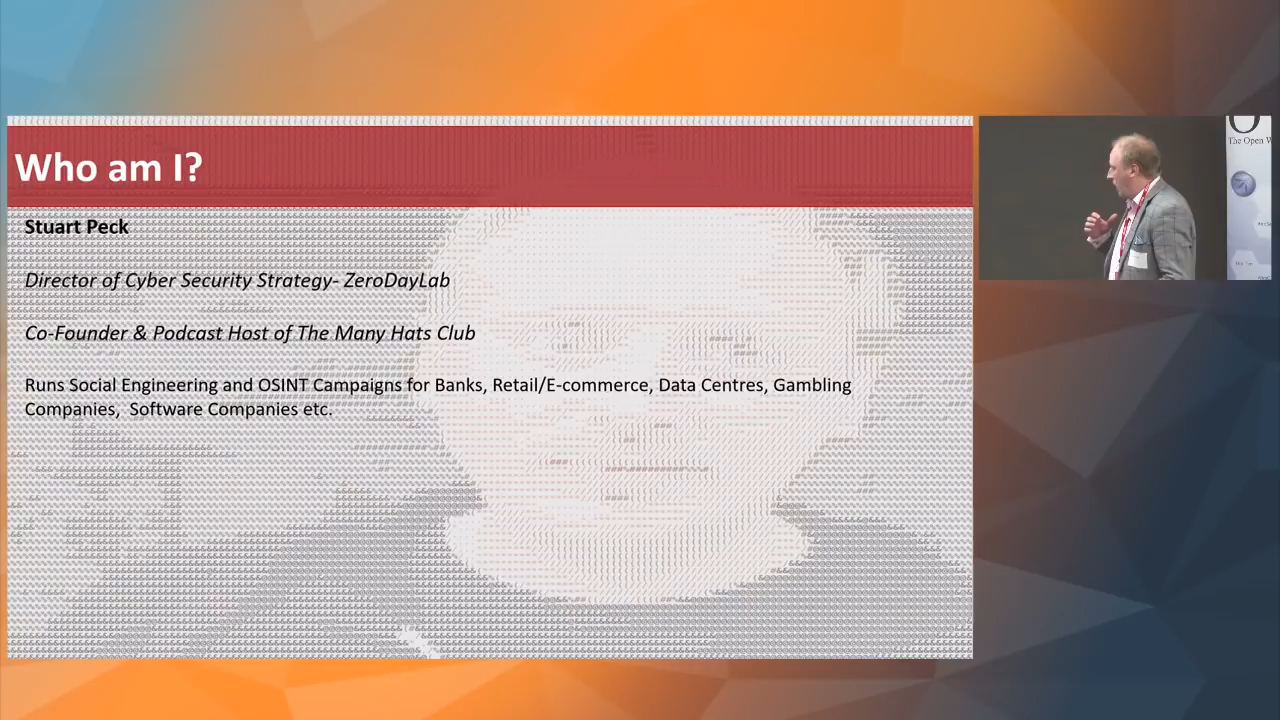 Who am I?
Stuart Peck
Director of Cyber Security Strategy- ZeroDayLab
Co-Founder & Podcast Host of The Many Hats Club
Runs Social Engineering and OSINT Campaigns for Banks, Retail/E-commerce, Data Centres, Gambling
Companies, Software Companies etc.
The Open W